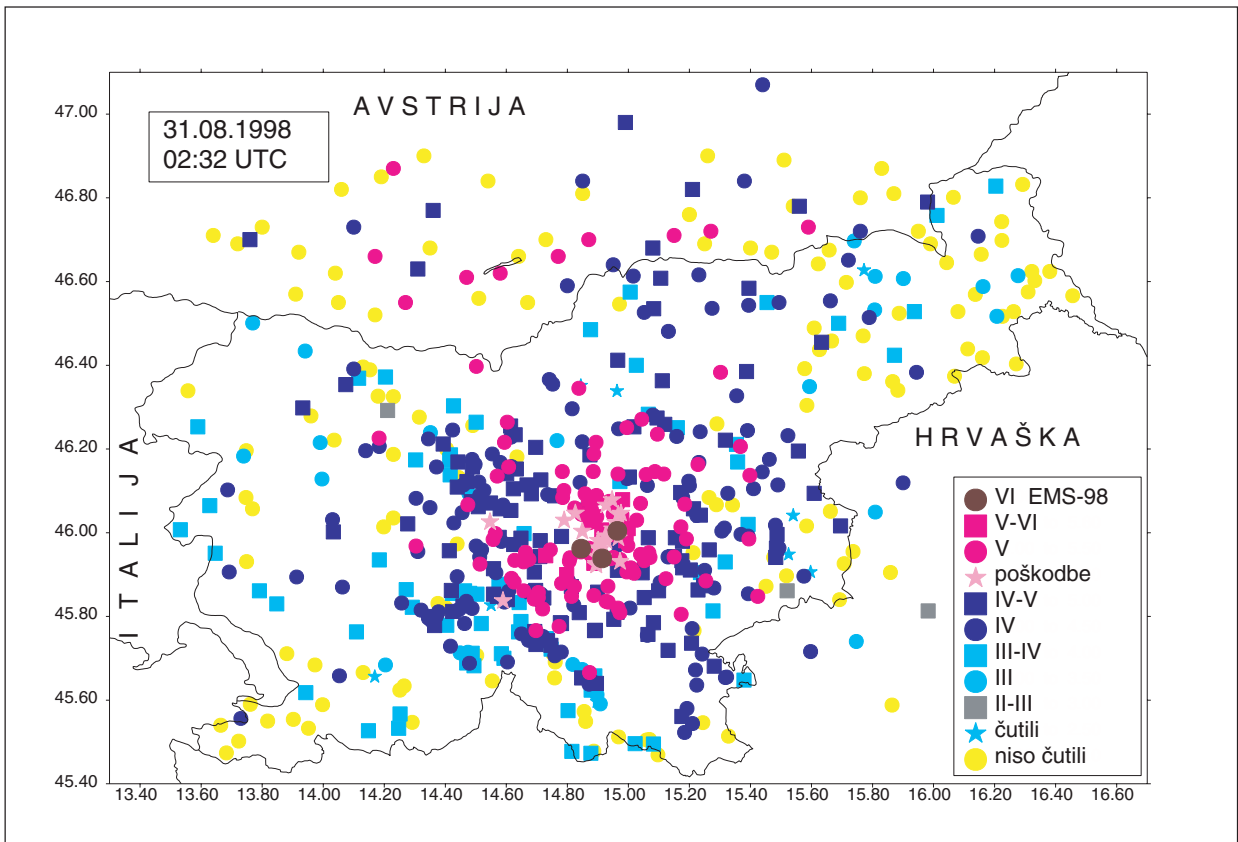 AVSTRIJA
31.08.1998
02:32 UTC
ITALIJA
HRVAŠKA
VI EMS-98
V-VI
V
poškodbe
IV-V
IV
III-IV
III
II-III
čutili
niso čutili
47.00
46.80
46.60
46.40
46.20
46.00
45.80
45.60
45.40
13.40 13.60 13.80 14.00 14.20 14.40 14.60 14.80 15.00 15.20 15.40 15.60 15.80 16.00 16.20 16.40 16.60